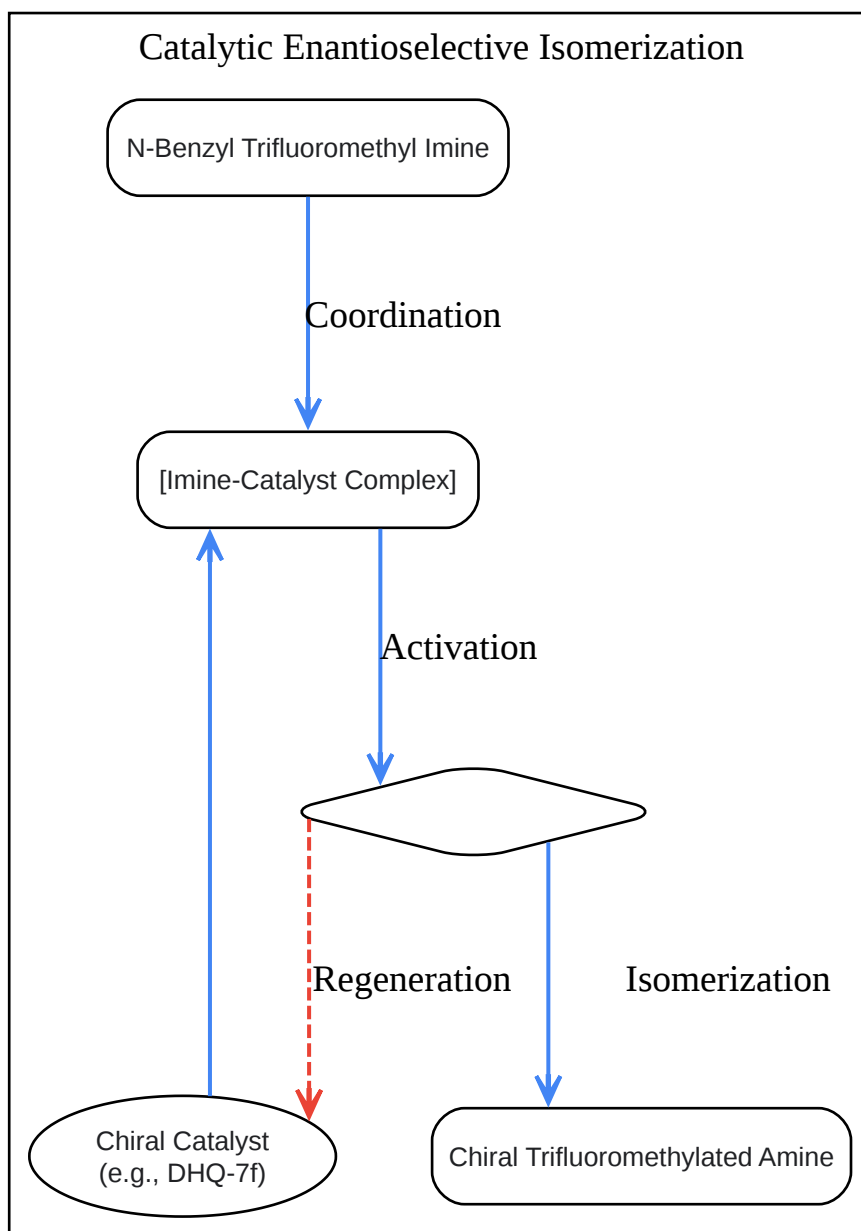 Catalytic Enantioselective Isomerization
N-Benzyl Trifluoromethyl Imine
Coordination
[Imine-Catalyst Complex]
Activation
Regeneration
Isomerization
Chiral Catalyst
(e.g., DHQ-7f)
Chiral Trifluoromethylated Amine